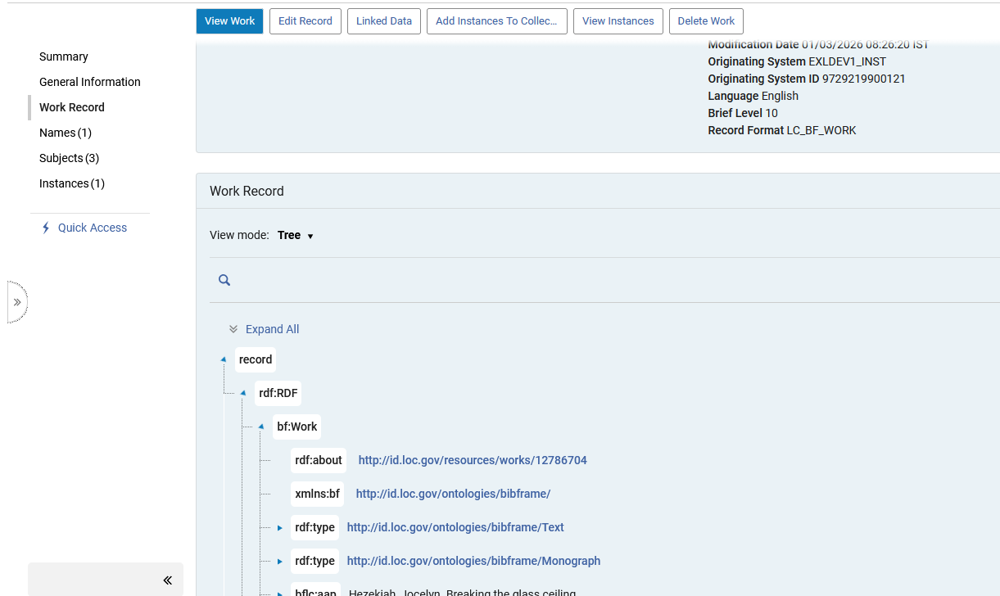 View Work Edit Record Linked Data Add Instances To Collec... View Instances Delete Work
Modification Date 01/03/2026 08:26:20 IST
Originating System EXLDEV1_INST
Originating System ID 9729219900121
Language English
Brief Level 10
Record Format LC_BF_WORK
Summary
General Information
Work Record
Names (1)
Subjects (3)
Instances (1)
Quick Access
Work Record
View mode: Tree
Expand All
record
rdf:RDF
bf:Work
rdf:about http://id.loc.gov/resources/works/12786704
xmlns:bf http://id.loc.gov/ontologies/bibframe/
rdf:type http://id.loc.gov/ontologies/bibframe/Text
rdf:type http://id.loc.gov/ontologies/bibframe/Monograph
bflc:aap Hezekiah, Jocelyn. Breaking the glass ceiling